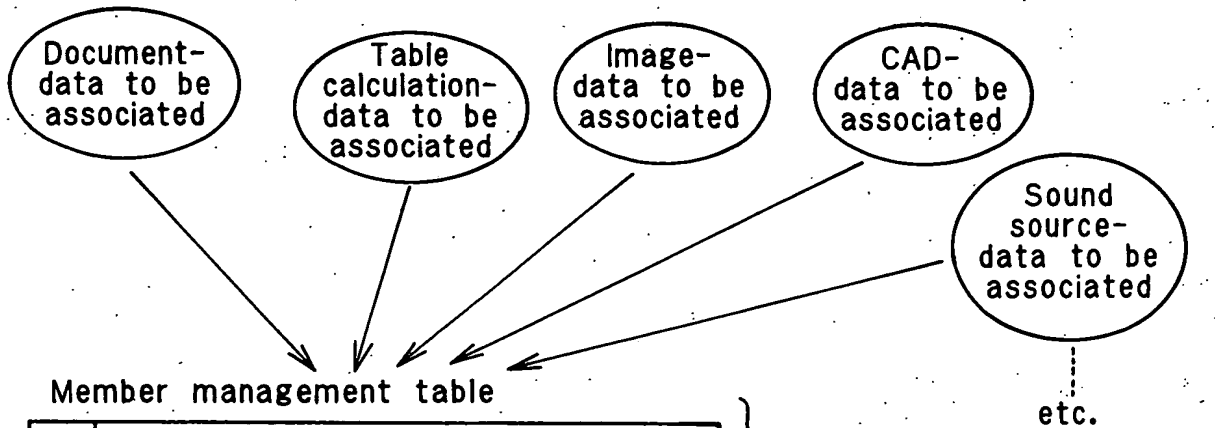 Document-
data to be
associated
Table
calculation-
data to be
associated
Image-
data to be
associated
CAD-
data to be
associated
Sound
source-
data to be
associated
etc.
Member management table